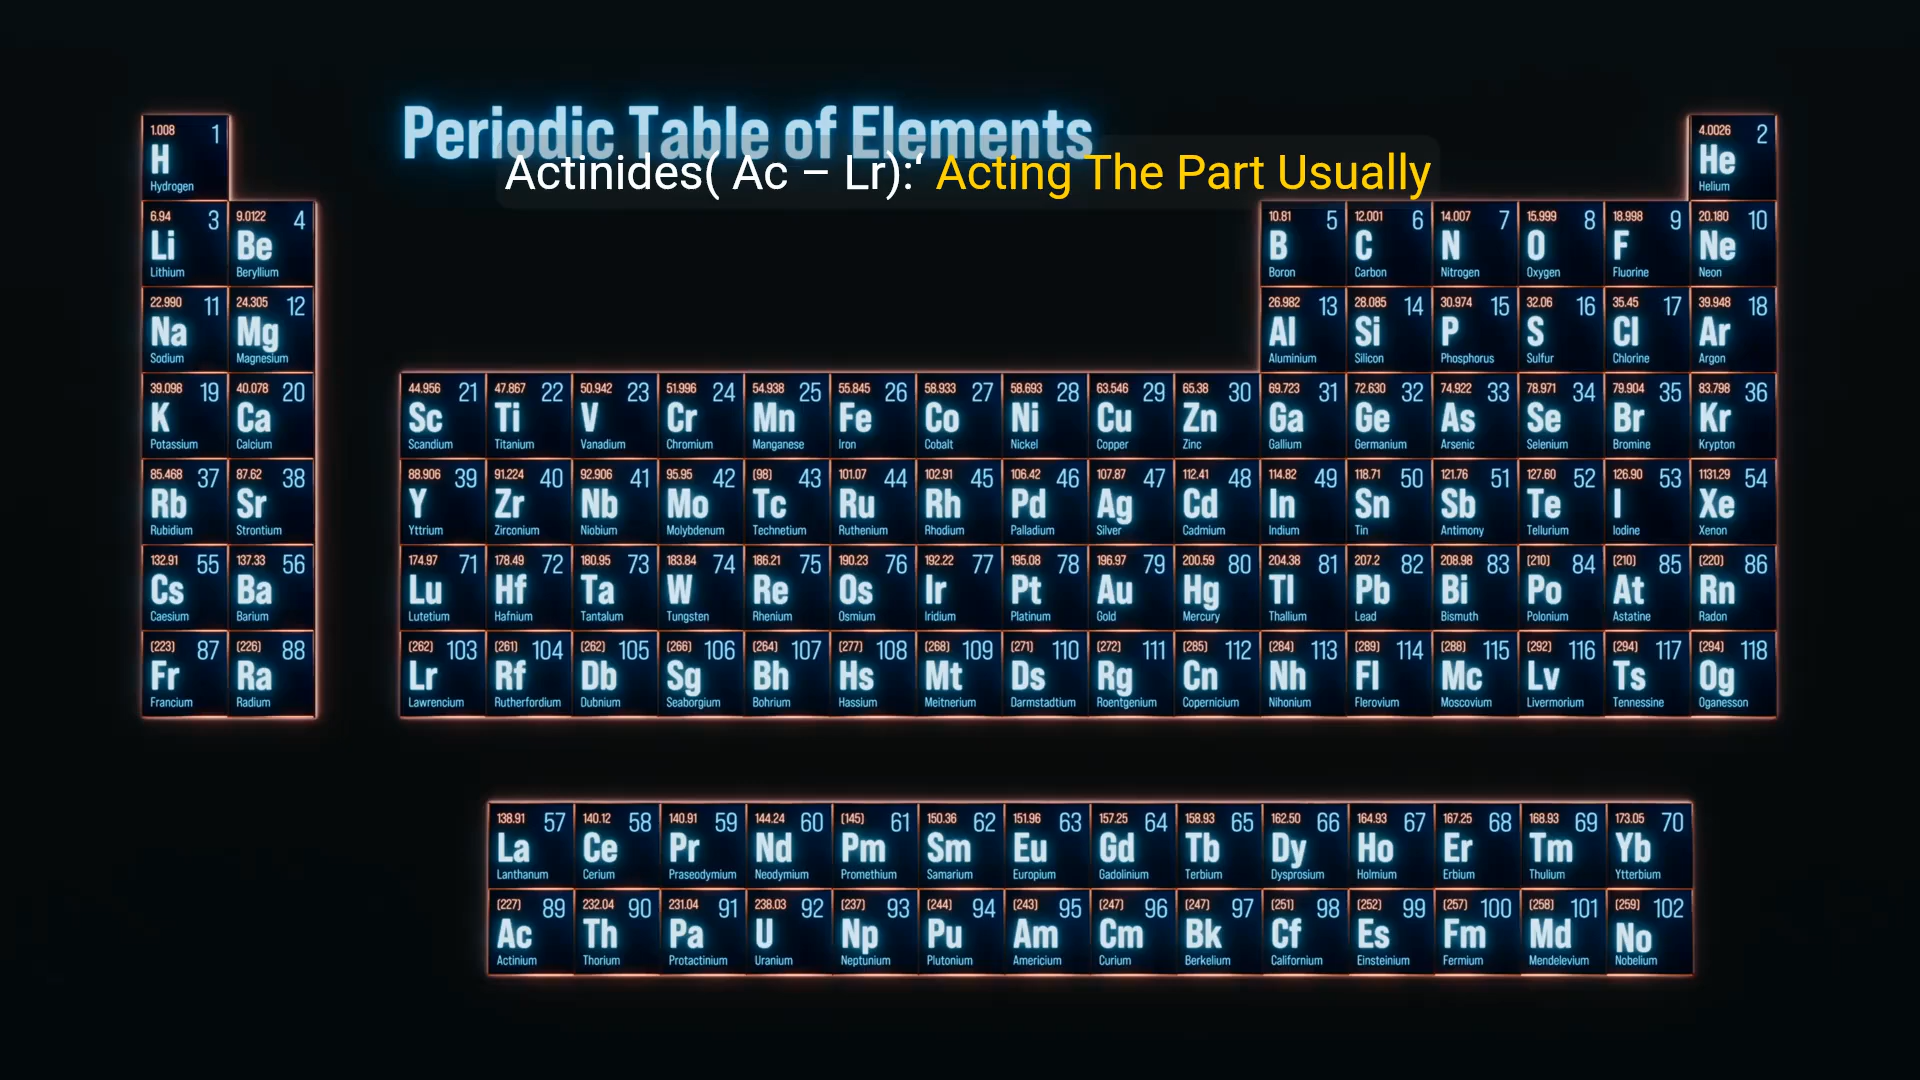 Periodic Table of Elements
Actinides( Ac – Lr):‘ Acting The Part Usually
1.008 1
H
Hydrogen
4.0026 2
He
Helium
6.94 3 9.0122 4
Li Be
Lithium Beryllium
10.81 5 12.001 6 14.007 7 15.999 8 18.998 9 20.180 10
B C N O F Ne
Boron Carbon Nitrogen Oxygen Fluorine Neon
22.990 11 24.305 12
Na Mg
Sodium Magnesium
26.982 13 28.085 14 30.974 15 32.06 16 35.45 17 39.948 18
Al Si P S Cl Ar
Aluminium Silicon Phosphorus Sulfur Chlorine Argon
39.098 19 40.078 20 44.956 21 47.867 22 50.942 23 51.996 24 54.938 25 55.845 26 58.933 27 58.693 28 63.546 29 65.38 30 69.723 31 72.630 32 74.922 33 78.971 34 79.904 35 83.798 36
K Ca Sc Ti V Cr Mn Fe Co Ni Cu Zn Ga Ge As Se Br Kr
Potassium Calcium Scandium Titanium Vanadium Chromium Manganese Iron Cobalt Nickel Copper Zinc Gallium Germanium Arsenic Selenium Bromine Krypton
85.468 37 87.62 38 88.906 39 91.224 40 92.906 41 95.95 42 (98) 43 101.07 44 102.91 45 106.42 46 107.87 47 112.41 48 114.82 49 118.71 50 121.76 51 127.60 52 126.90 53 1131.29 54
Rb Sr Y Zr Nb Mo Tc Ru Rh Pd Ag Cd In Sn Sb Te I Xe
Rubidium Strontium Yttrium Zirconium Niobium Molybdenum Technetium Ruthenium Rhodium Palladium Silver Cadmium Indium Tin Antimony Tellurium Iodine Xenon
132.91 55 137.33 56 174.97 71 178.49 72 180.95 73 183.84 74 186.21 75 190.23 76 192.22 77 195.08 78 196.97 79 200.59 80 204.38 81 207.2 82 208.98 83 (210) 84 (210) 85 (220) 86
Cs Ba Lu Hf Ta W Re Os Ir Pt Au Hg Tl Pb Bi Po At Rn
Caesium Barium Lutetium Hafnium Tantalum Tungsten Rhenium Osmium Iridium Platinum Gold Mercury Thallium Lead Bismuth Polonium Astatine Radon
(223) 87 (226) 88 (262) 103 (261) 104 (262) 105 (266) 106 (264) 107 (277) 108 (268) 109 (271) 110 (272) 111 (285) 112 (284) 113 (289) 114 (288) 115 (292) 116 (294) 117 (294) 118
Fr Ra Lr Rf Db Sg Bh Hs Mt Ds Rg Cn Nh Fl Mc Lv Ts Og
Francium Radium Lawrencium Rutherfordium Dubnium Seaborgium Bohrium Hassium Meitnerium Darmstadtium Roentgenium Copernicium Nihonium Flerovium Moscovium Livermorium Tennessine Oganesson
138.91 57 140.12 58 140.91 59 144.24 60 (145) 61 150.36 62 151.96 63 157.25 64 158.93 65 162.50 66 164.93 67 167.25 68 168.93 69 173.05 70
La Ce Pr Nd Pm Sm Eu Gd Tb Dy Ho Er Tm Yb
Lanthanum Cerium Praseodymium Neodymium Promethium Samarium Europium Gadolinium Terbium Dysprosium Holmium Erbium Thulium Ytterbium
(227) 89 232.04 90 231.04 91 238.03 92 (237) 93 (244) 94 (243) 95 (247) 96 (247) 97 (251) 98 (252) 99 (257) 100 (258) 101 (259) 102
Ac Th Pa U Np Pu Am Cm Bk Cf Es Fm Md No
Actinium Thorium Protactinium Uranium Neptunium Plutonium Americium Curium Berkelium Californium Einsteinium Fermium Mendelevium Nobelium